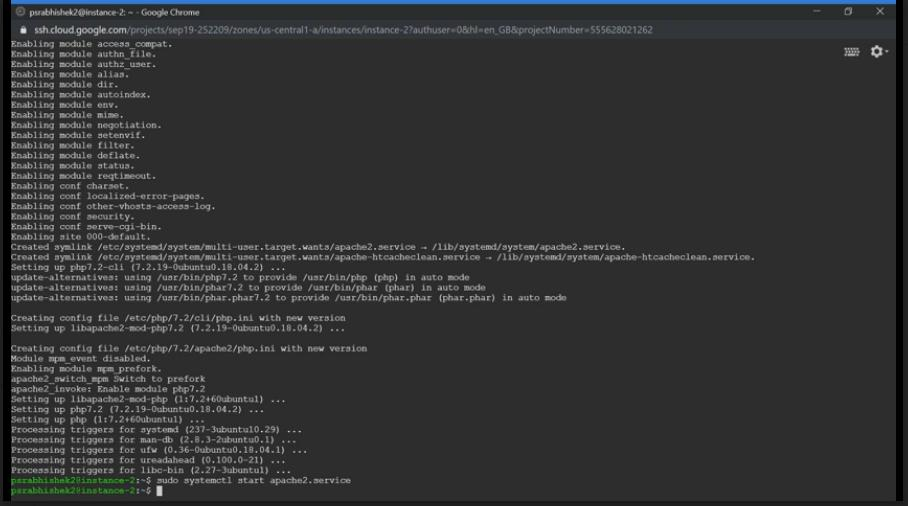 psrabhishek2@instance-2: ~ - Google Chrome
ssh.cloud.google.com/projects/sep19-252209/zones/us-central1-a/instances/instance-2?authuser=0&hl=en_GB&projectNumber=555628021262
Enabling module access_compat.
Enabling module authn_file.
Enabling module authz_user.
Enabling module alias.
Enabling module dir.
Enabling module autoindex.
Enabling module env.
Enabling module mime.
Enabling module negotiation.
Enabling module setenvif.
Enabling module filter.
Enabling module deflate.
Enabling module status.
Enabling module reqtimeout.
Enabling conf charset.
Enabling conf localized-error-pages.
Enabling conf other-vhosts-access-log.
Enabling conf security.
Enabling conf serve-cgi-bin.
Enabling site 000-default.
Created symlink /etc/systemd/system/multi-user.target.wants/apache2.service → /lib/systemd/system/apache2.service.
Created symlink /etc/systemd/system/multi-user.target.wants/apache-htcacheclean.service → /lib/systemd/system/apache-htcacheclean.service.
Setting up php7.2-cli (7.2.19-0ubuntu0.18.04.2) ...
update-alternatives: using /usr/bin/php7.2 to provide /usr/bin/php (php) in auto mode
update-alternatives: using /usr/bin/phar7.2 to provide /usr/bin/phar (phar) in auto mode
update-alternatives: using /usr/bin/phar.phar7.2 to provide /usr/bin/phar.phar (phar.phar) in auto mode
Creating config file /etc/php/7.2/cli/php.ini with new version
Setting up libapache2-mod-php7.2 (7.2.19-0ubuntu0.18.04.2) ...
Creating config file /etc/php/7.2/apache2/php.ini with new version
Module mpm_event disabled.
Enabling module mpm_prefork.
apache2_switch_mpm Switch to prefork
apache2_invoke: Enable module php7.2
Setting up libapache2-mod-php (1:7.2+60ubuntu1) ...
Setting up php7.2 (7.2.19-0ubuntu0.18.04.2) ...
Setting up php (1:7.2+60ubuntu1) ...
Processing triggers for systemd (237-3ubuntu10.29) ...
Processing triggers for man-db (2.8.3-2ubuntu0.1) ...
Processing triggers for ufw (0.36-0ubuntu0.18.04.1) ...
Processing triggers for ureadahead (0.100.0-21) ...
Processing triggers for libc-bin (2.27-3ubuntu1) ...
psrabhishek2@instance-2:~$ sudo systemctl start apache2.service
psrabhishek2@instance-2:~$